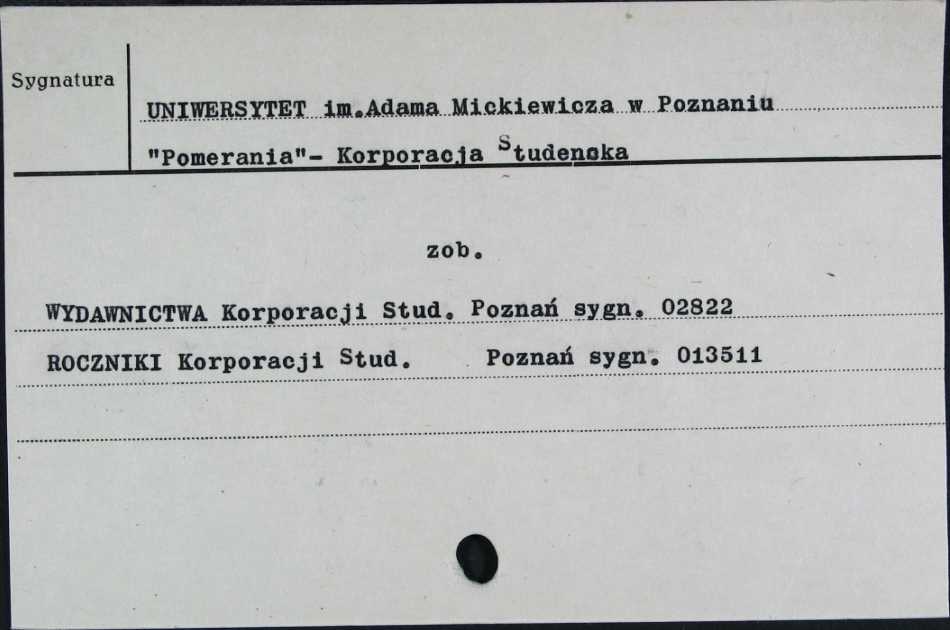 Sygnatura
UNIWERSYTET im.Adama Mickiewicza w Poznaniu
"Pomerania"- Korporacja Studenska
zob.
WYDAWNICTWA Korporacji Stud. Poznań sygn. 02822
ROCZNIKI Korporacji Stud. Poznań sygn. 013511